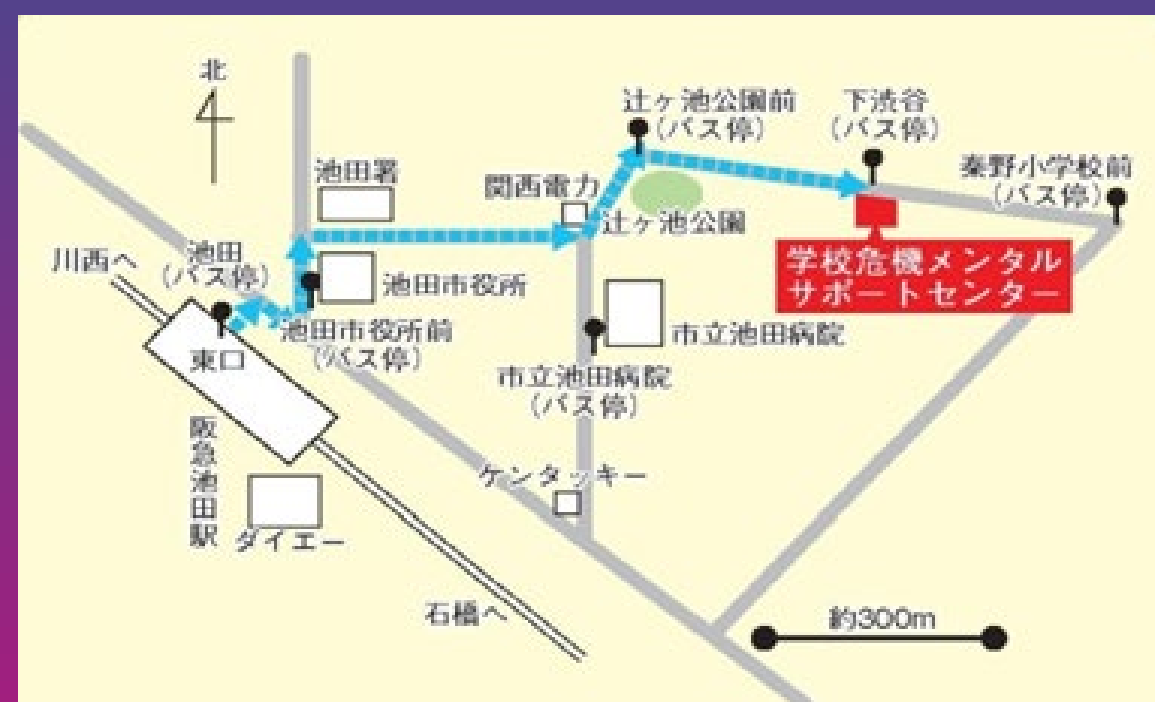 北
辻ヶ池公園前
(バス停)
下渋谷
(バス停)
秦野小学校前
(バス停)
池田署
関西電力
辻ヶ池公園
池田
(バス停)
川西へ
池田市役所
学校危機メンタル
サポートセンター
池田市役所前
(バス停)
東口
市立池田病院
市立池田病院
(バス停)
阪急池田駅
ケンタッキー
ダイエー
石橋へ
約300m